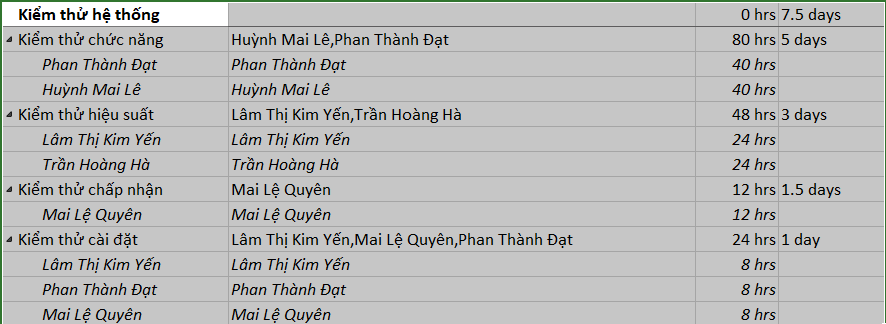 Kiểm thử hệ thống 0 hrs 7.5 days
Kiểm thử chức năng Huỳnh Mai Lê,Phan Thành Đạt 80 hrs 5 days
Phan Thành Đạt Phan Thành Đạt 40 hrs
Huỳnh Mai Lê Huỳnh Mai Lê 40 hrs
Kiểm thử hiệu suất Lâm Thị Kim Yến,Trần Hoàng Hà 48 hrs 3 days
Lâm Thị Kim Yến Lâm Thị Kim Yến 24 hrs
Trần Hoàng Hà Trần Hoàng Hà 24 hrs
Kiểm thử chấp nhận Mai Lệ Quyên 12 hrs 1.5 days
Mai Lệ Quyên Mai Lệ Quyên 12 hrs
Kiểm thử cài đặt Lâm Thị Kim Yến,Mai Lệ Quyên,Phan Thành Đạt 24 hrs 1 day
Lâm Thị Kim Yến Lâm Thị Kim Yến 8 hrs
Phan Thành Đạt Phan Thành Đạt 8 hrs
Mai Lệ Quyên Mai Lệ Quyên 8 hrs